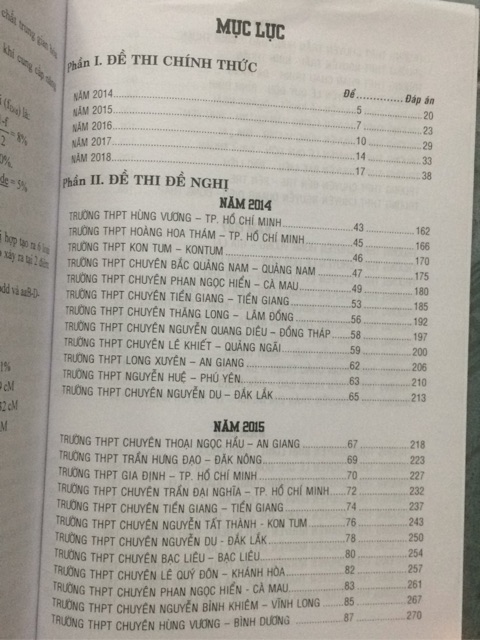 MỤC LỤC
Phần I. ĐỀ THI CHÍNH THỨC
Đề ............. Đáp án
NĂM 2014 5 20
NĂM 2015 7 23
NĂM 2016 10 29
NĂM 2017 14 33
NĂM 2018 17 38
Phần II. ĐỀ THI ĐỀ NGHỊ
NĂM 2014
TRƯỜNG THPT HÙNG VƯƠNG – TP. HỒ CHÍ MINH 43 162
TRƯỜNG THPT HOÀNG HOA THÁM – TP. HỒ CHÍ MINH 45 166
TRƯỜNG THPT KON TUM – KONTUM 46 170
TRƯỜNG THPT CHUYÊN BẮC QUẢNG NAM – QUẢNG NAM 47 175
TRƯỜNG THPT CHUYÊN PHAN NGỌC HIỂN – CÀ MAU 49 180
TRƯỜNG THPT CHUYÊN TIỀN GIANG – TIỀN GIANG 53 185
TRƯỜNG THPT CHUYÊN THĂNG LONG – LÂM ĐỒNG 56 192
TRƯỜNG THPT CHUYÊN NGUYỄN QUANG DIÊU – ĐỒNG THÁP 58 197
TRƯỜNG THPT CHUYÊN LÊ KHIẾT – QUẢNG NGÃI 59 200
TRƯỜNG THPT LONG XUYÊN – AN GIANG 62 206
TRƯỜNG THPT NGUYỄN HUỆ – PHÚ YÊN 63 210
TRƯỜNG THPT CHUYÊN NGUYỄN DU – ĐẮK LẮK 65 213
NĂM 2015
TRƯỜNG THPT CHUYÊN THOẠI NGỌC HẦU – AN GIANG 67 218
TRƯỜNG THPT TRẦN HƯNG ĐẠO – ĐĂK NÔNG 69 223
TRƯỜNG THPT GIA ĐỊNH – TP. HỒ CHÍ MINH 70 227
TRƯỜNG THPT CHUYÊN TRẦN ĐẠI NGHĨA – TP. HỒ CHÍ MINH 72 232
TRƯỜNG THPT CHUYÊN TIỀN GIANG – TIỀN GIANG 74 237
TRƯỜNG THPT CHUYÊN NGUYỄN TẤT THÀNH - KON TUM 76 243
TRƯỜNG THPT CHUYÊN NGUYỄN DU - ĐẮK LẮK 78 250
TRƯỜNG THPT CHUYÊN BẠC LIÊU – BẠC LIÊU 80 254
TRƯỜNG THPT CHUYÊN LÊ QUÝ ĐÔN – KHÁNH HÒA 82 257
TRƯỜNG THPT CHUYÊN PHAN NGỌC HIỂN - CÀ MAU 83 261
TRƯỜNG THPT CHUYÊN NGUYỄN BỈNH KHIÊM – VĨNH LONG 85 267
TRƯỜNG THPT CHUYÊN HÙNG VƯƠNG – BÌNH DƯƠNG 87 270